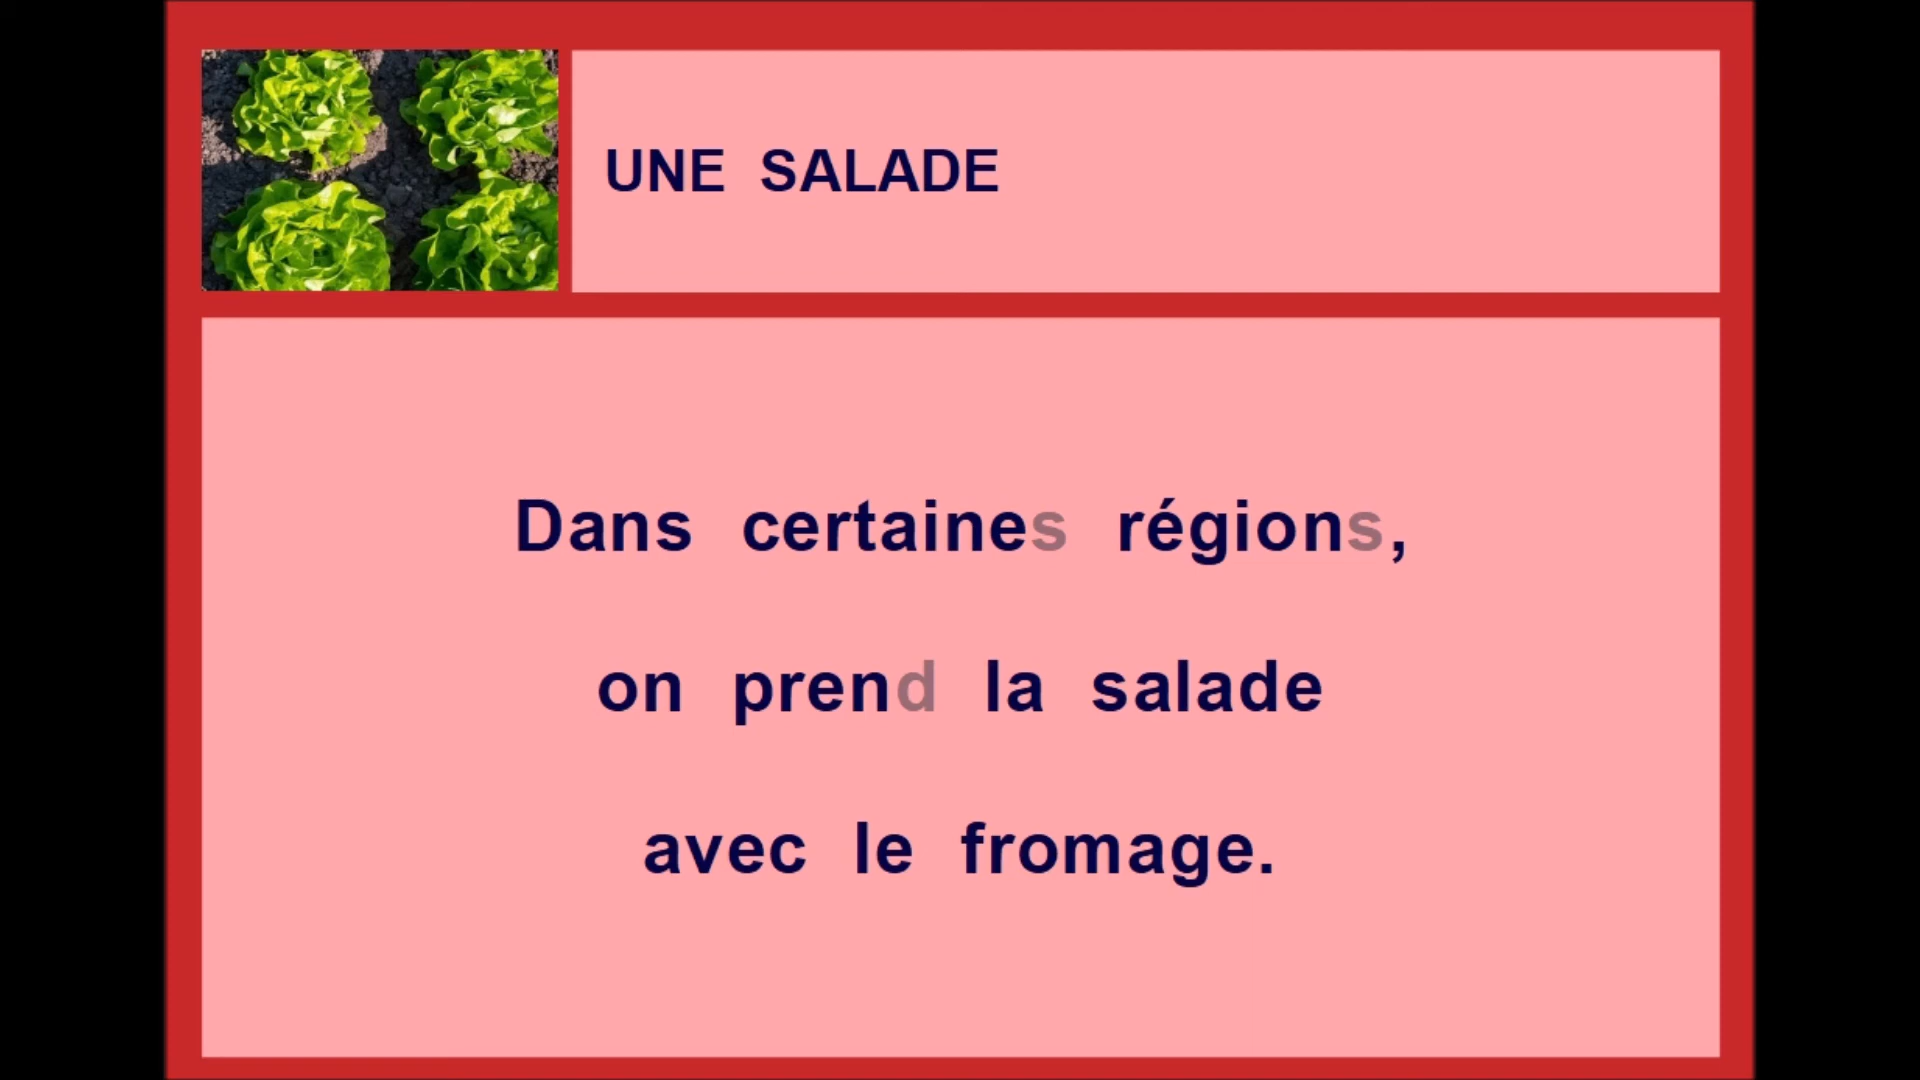 UNE SALADE
Dans certaines régions,
on prend la salade
avec le fromage.